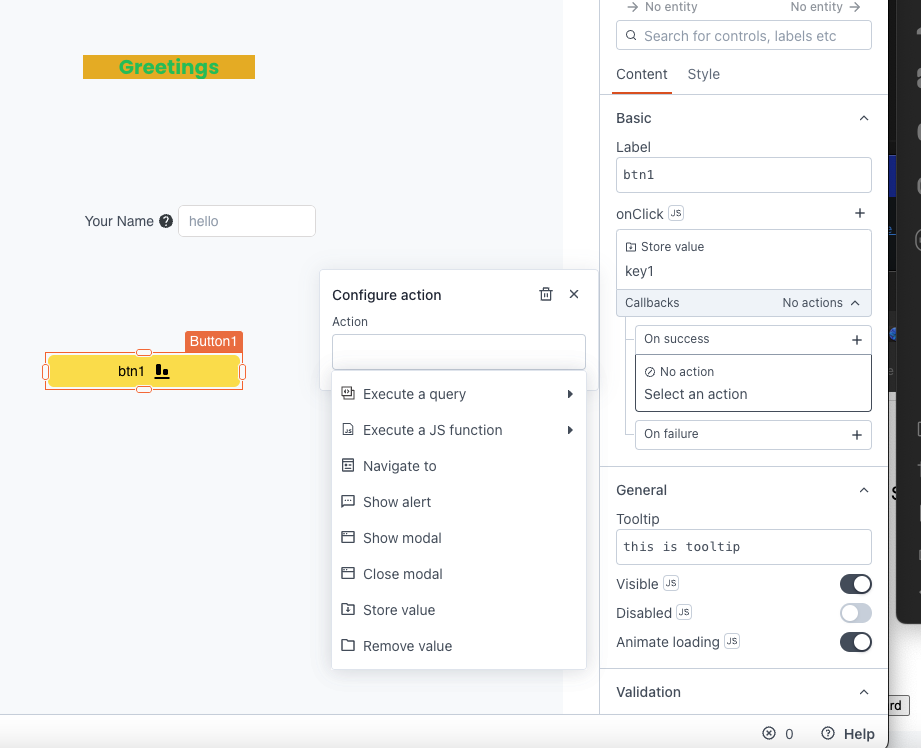 No entity
No entity
Search for controls, labels etc
Content
Style
Greetings
Basic
Label
btn1
onClick JS
Your Name
hello
Store value
key1
Configure action
Callbacks
No actions
Action
On success
Button1
btn1
No action
Select an action
Execute a query
Execute a JS function
On failure
Navigate to
Show alert
Show modal
Close modal
Store value
Remove value
General
Tooltip
this is tooltip
Visible JS
Disabled JS
Animate loading JS
Validation
rd
0
Help